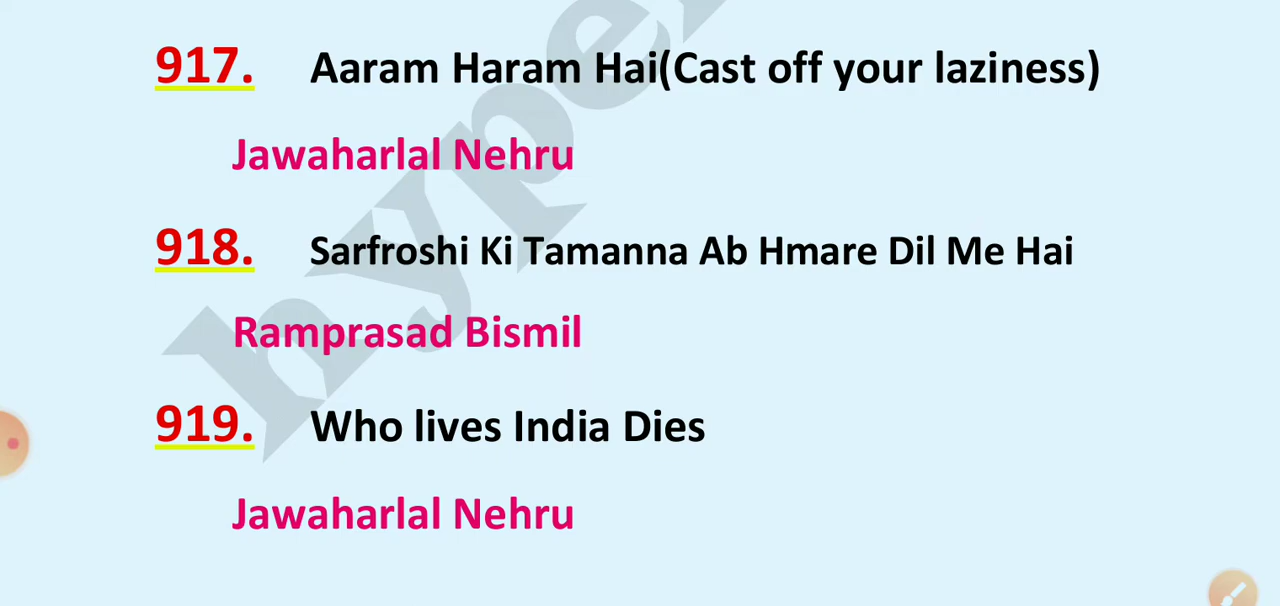 917. Aaram Haram Hai(Cast off your laziness)
Jawaharlal Nehru
918. Sarfroshi Ki Tamanna Ab Hmare Dil Me Hai
Ramprasad Bismil
919. Who lives India Dies
Jawaharlal Nehru
hyper